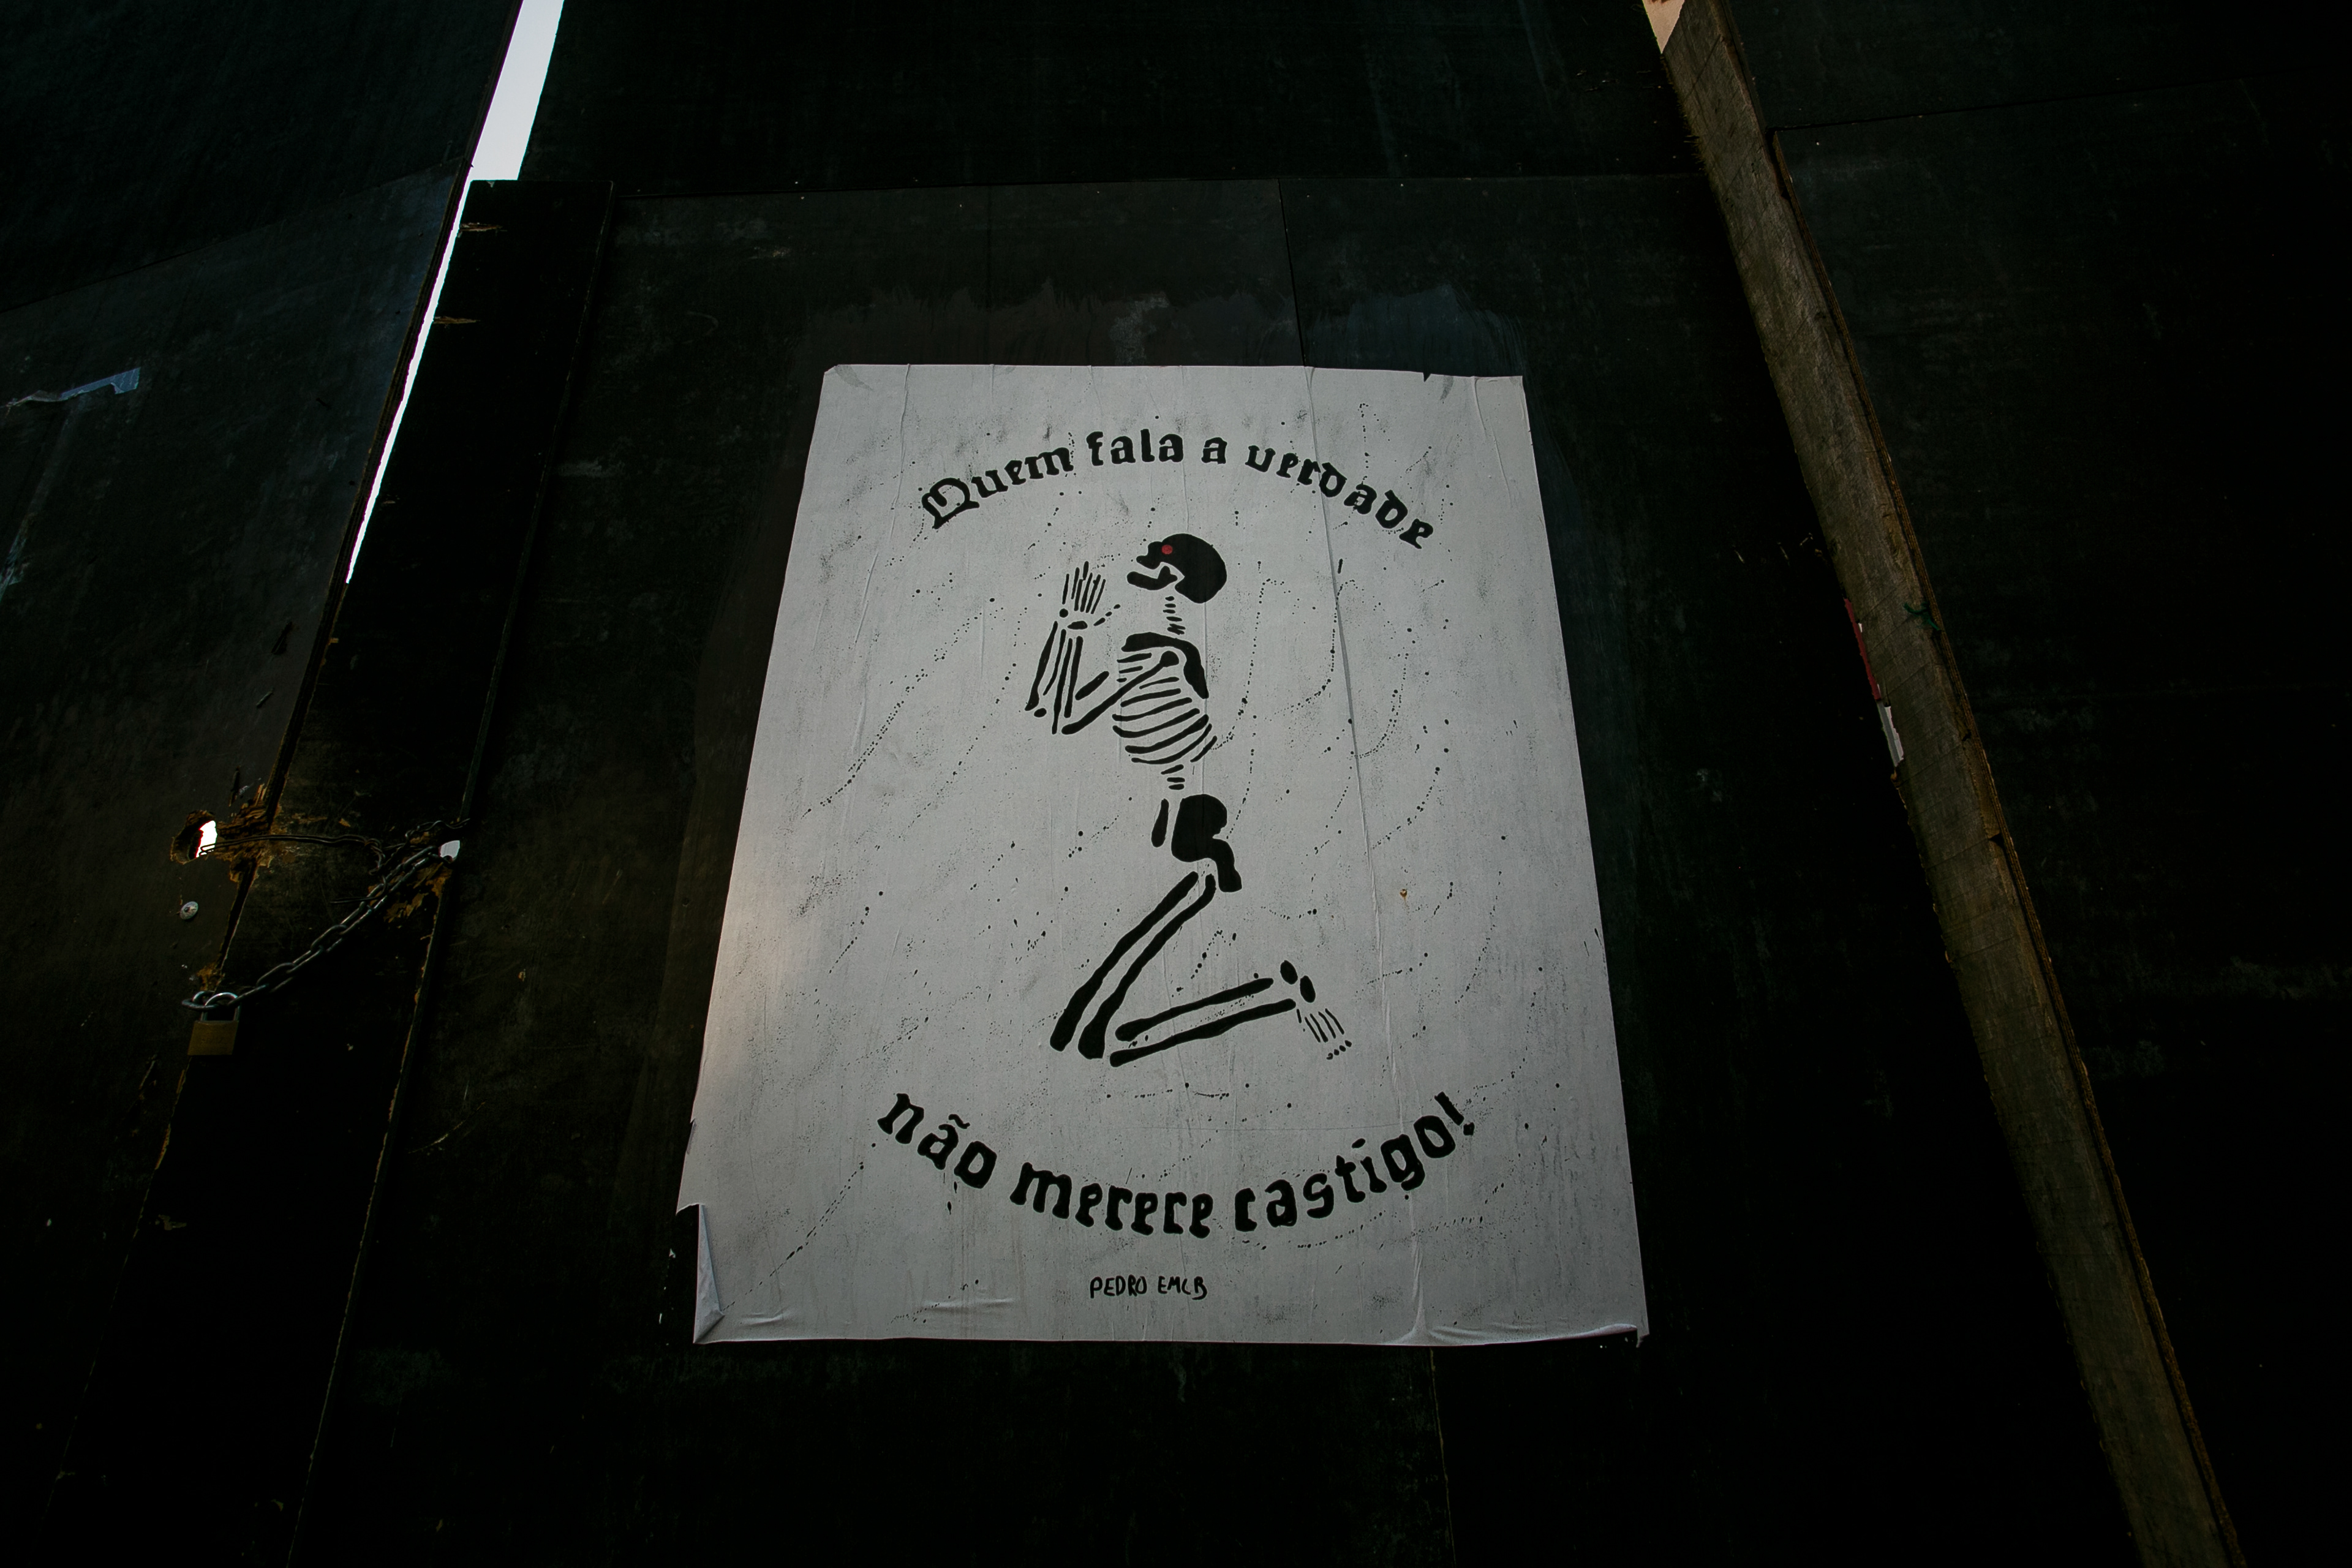 Quem fala a verdade
não merece castigo!
PEDRO EMCB